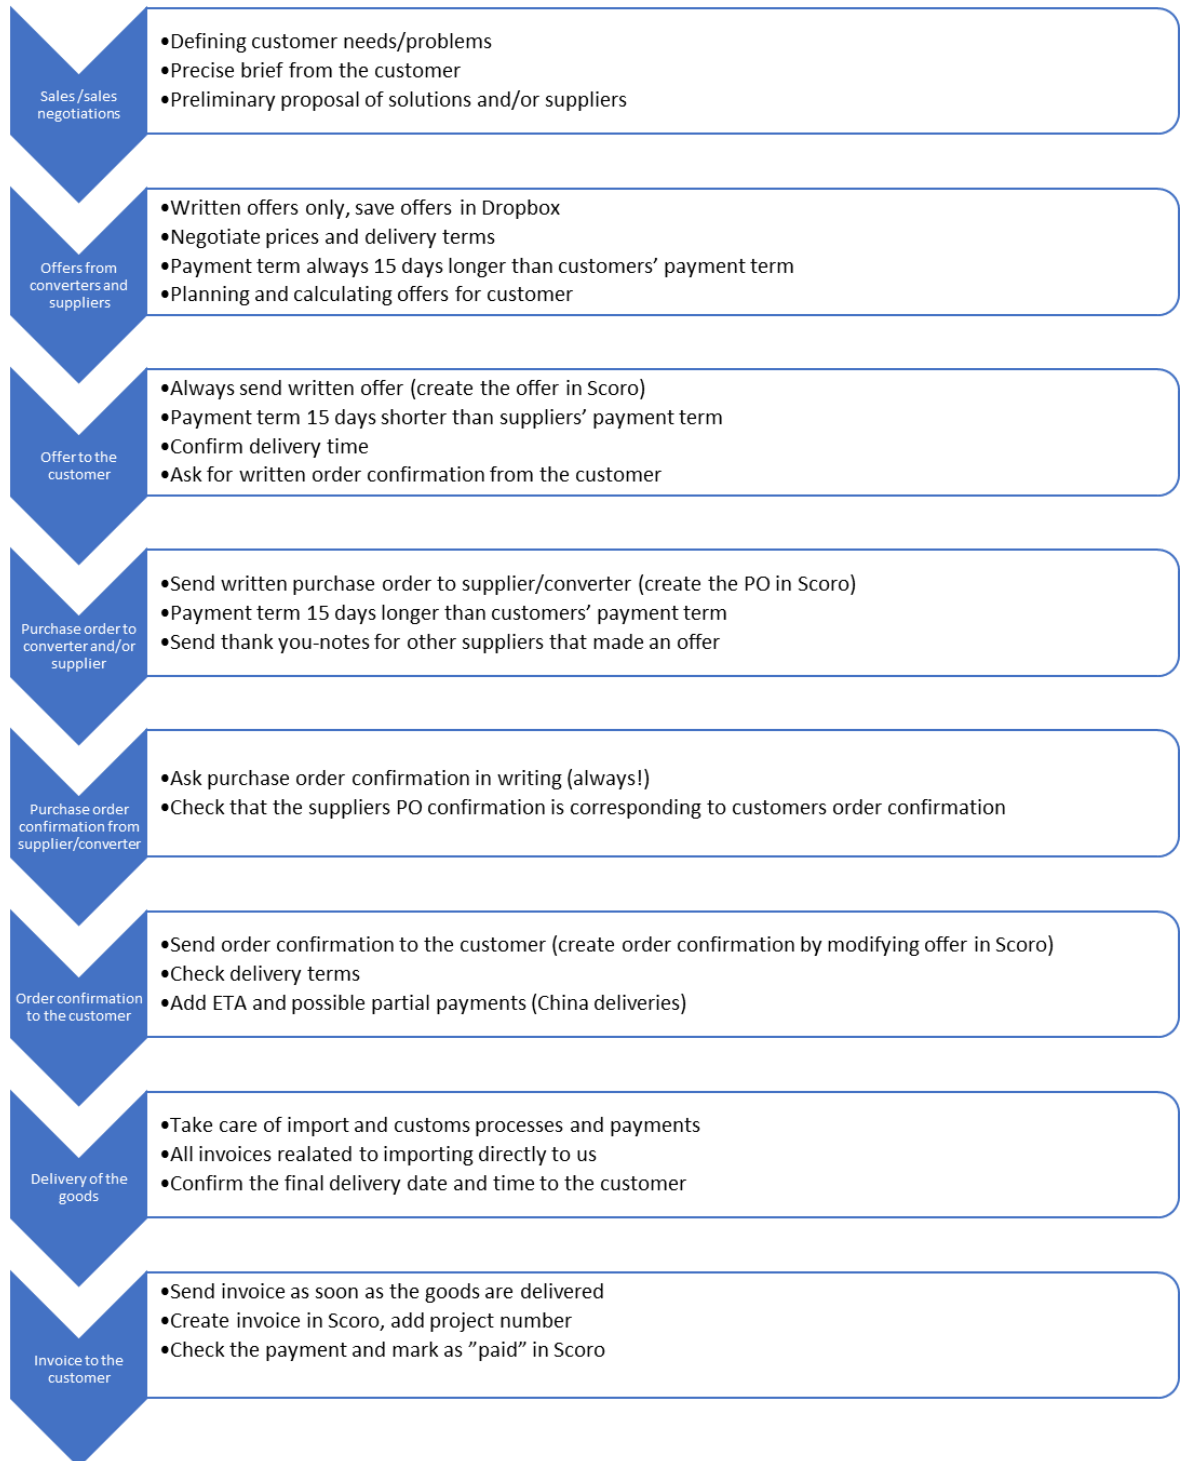 Sales/sales
negotiations
•Defining customer needs/problems
•Precise brief from the customer
•Preliminary proposal of solutions and/or suppliers
Offers from
converters and
suppliers
•Written offers only, save offers in Dropbox
•Negotiate prices and delivery terms
•Payment term always 15 days longer than customers’ payment term
•Planning and calculating offers for customer
Offer to the
customer
•Always send written offer (create the offer in Scoro)
•Payment term 15 days shorter than suppliers’ payment term
•Confirm delivery time
•Ask for written order confirmation from the customer
Purchase order to
converter and/or
supplier
•Send written purchase order to supplier/converter (create the PO in Scoro)
•Payment term 15 days longer than customers’ payment term
•Send thank you-notes for other suppliers that made an offer
Purchase order
confirmation from
supplier/converter
•Ask purchase order confirmation in writing (always!)
•Check that the suppliers PO confirmation is corresponding to customers order confirmation
Order confirmation
to the customer
•Send order confirmation to the customer (create order confirmation by modifying offer in Scoro)
•Check delivery terms
•Add ETA and possible partial payments (China deliveries)
Delivery of the
goods
•Take care of import and customs processes and payments
•All invoices realated to importing directly to us
•Confirm the final delivery date and time to the customer
Invoice to the
customer
•Send invoice as soon as the goods are delivered
•Create invoice in Scoro, add project number
•Check the payment and mark as ”paid” in Scoro